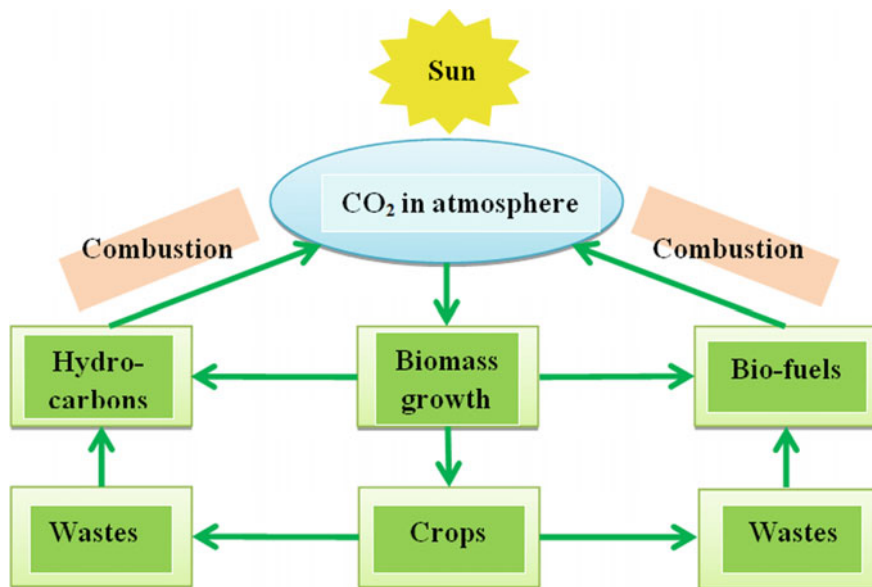 Sun
CO₂ in atmosphere
Combustion
Combustion
Hydro-
carbons
Biomass
growth
Bio-fuels
Wastes
Crops
Wastes